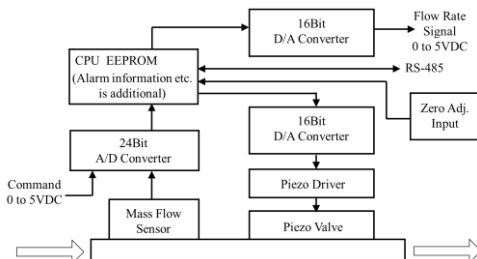 16Bit
D/A Converter
Flow Rate
Signal
0 to 5VDC
CPU EEPROM
(Alarm information etc.
is additional)
RS-485
16Bit
D/A Converter
Zero Adj.
Input
24Bit
A/D Converter
Command
0 to 5VDC
Piezo Driver
Mass Flow
Sensor
Piezo Valve